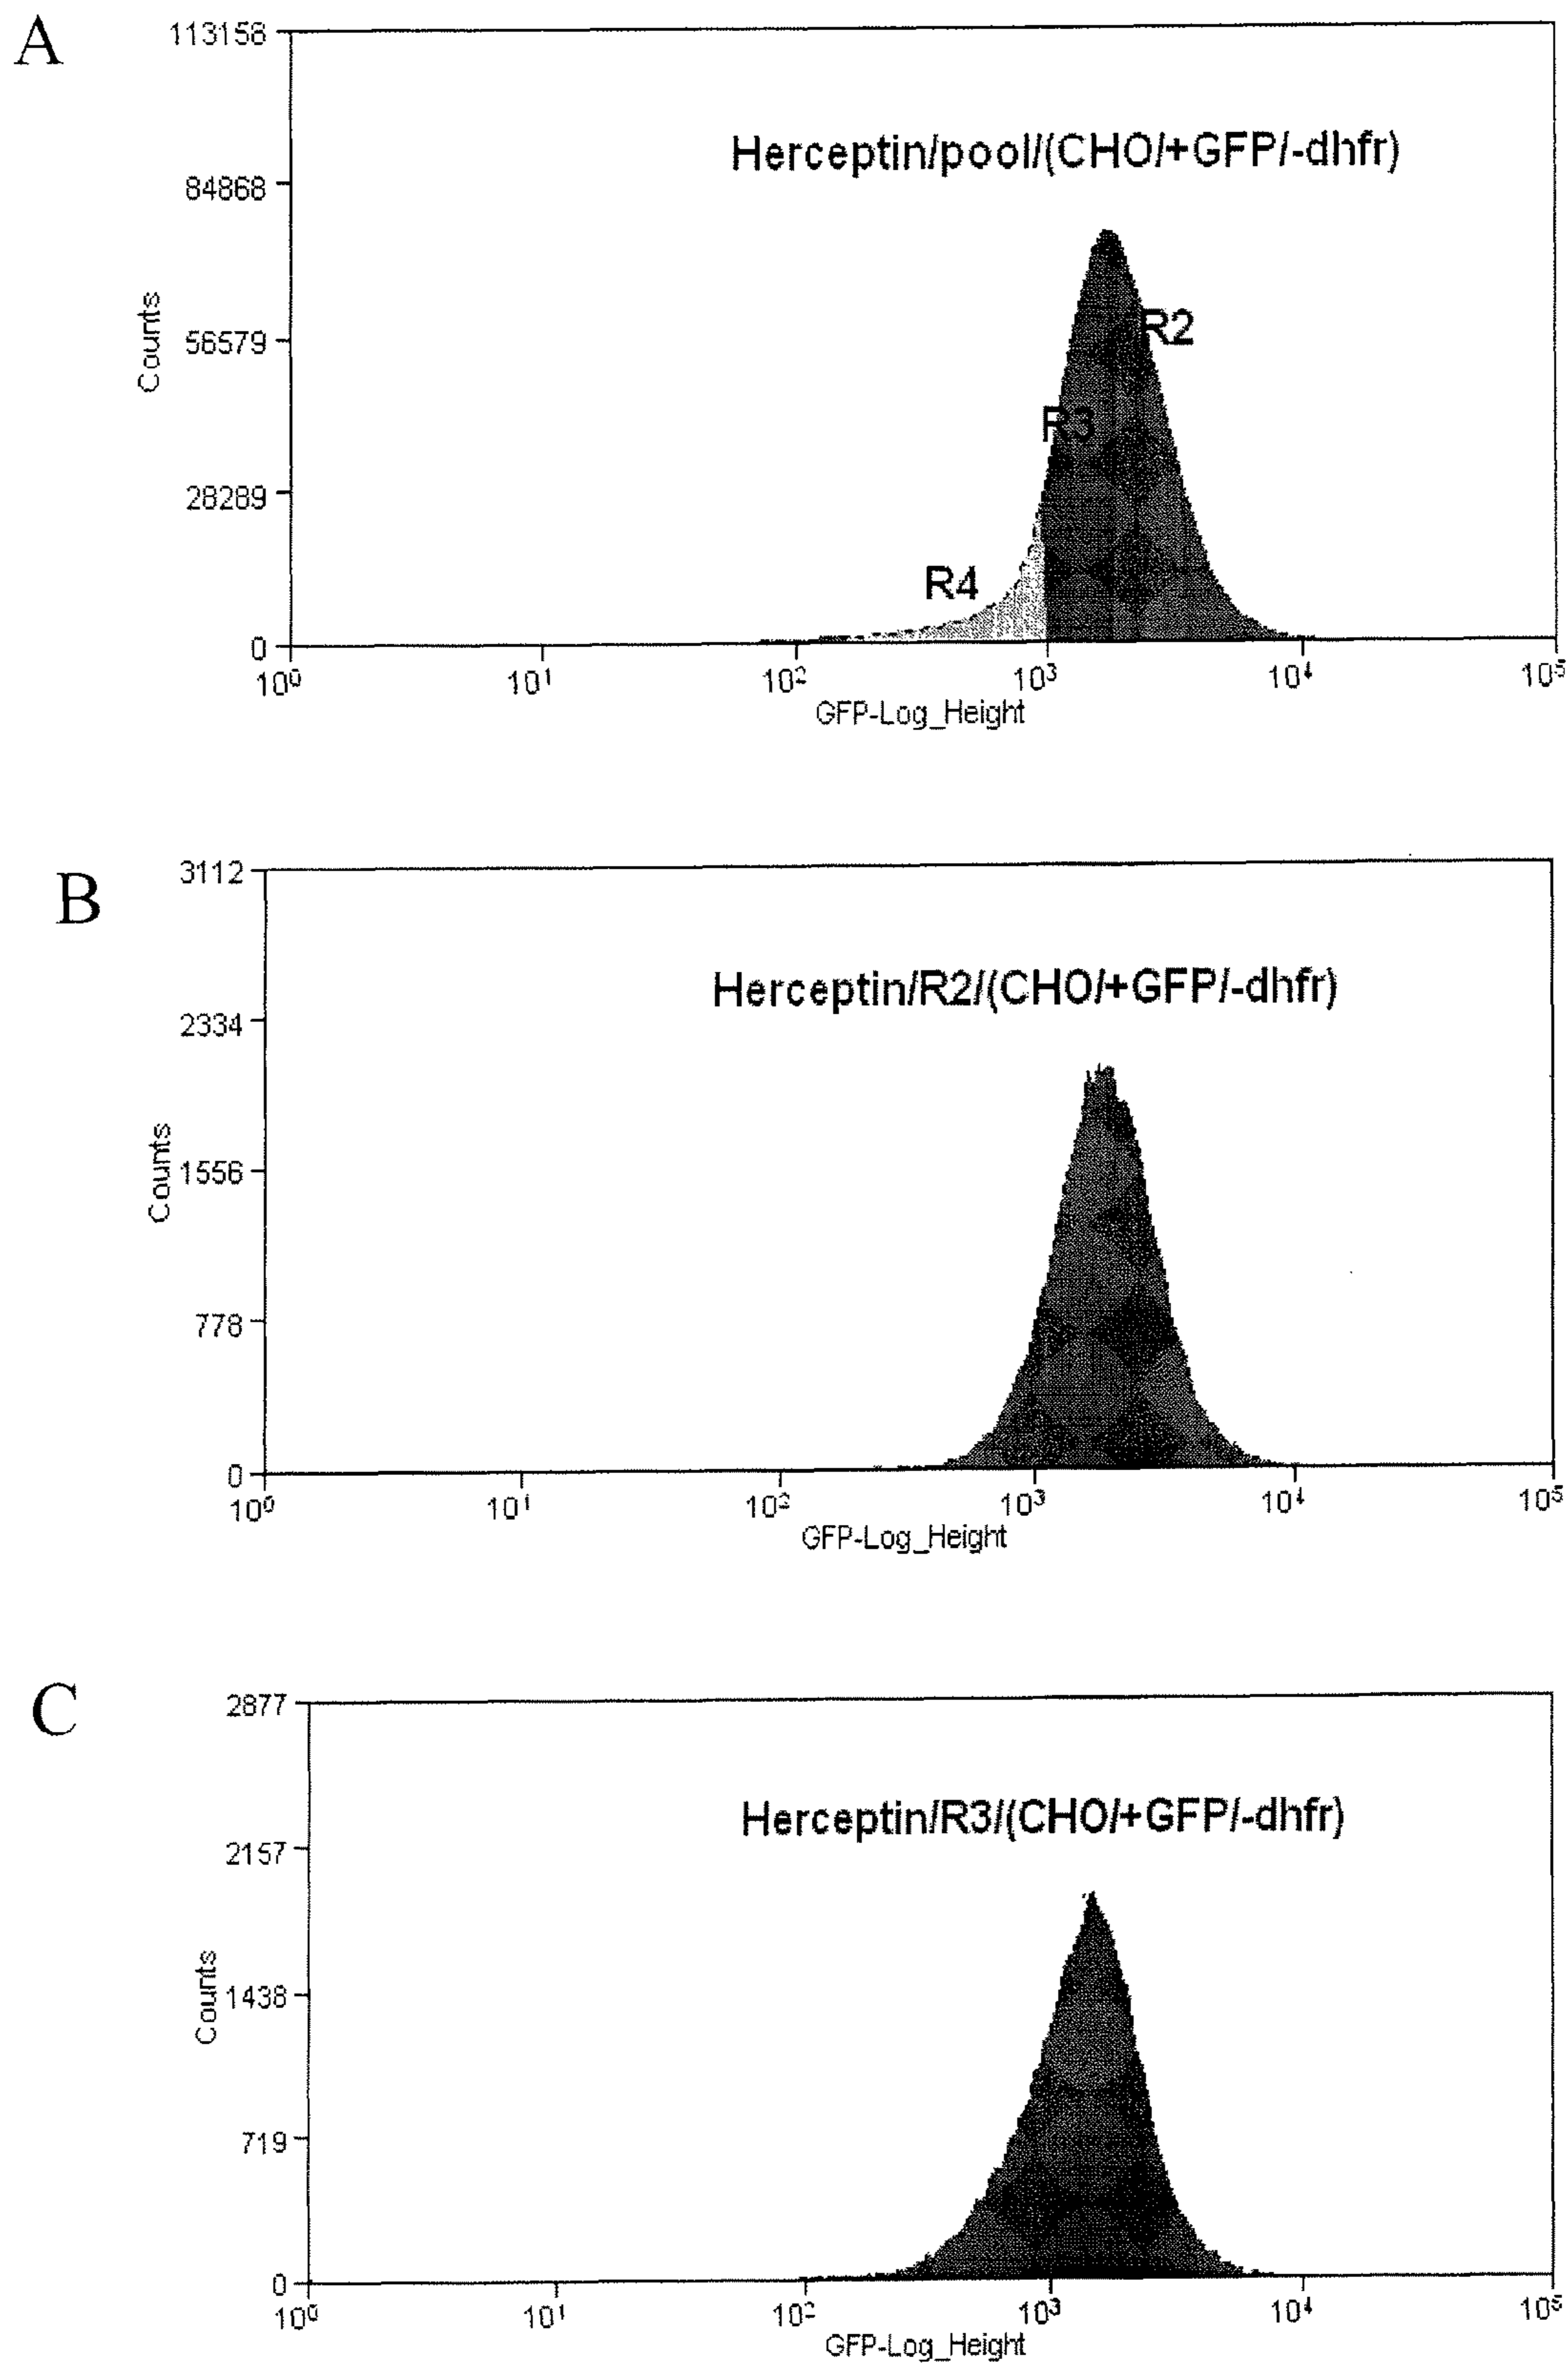 A
113158
Herceptin/pool/(CHO/+GFP/-dhfr)
84868
R2
56579
Counts
R3
28289
R4
0
10⁰ 10¹ 10² 10³ 10⁴ 10⁵
GFP-Log_Height
B
3112
Herceptin/R2/(CHO/+GFP/-dhfr)
2334
Counts
1556
778
0
10⁰ 10¹ 10² 10³ 10⁴ 10⁵
GFP-Log_Height
C
2877
Herceptin/R3/(CHO/+GFP/-dhfr)
2157
Counts
1438
719
0
10⁰ 10¹ 10² 10³ 10⁴ 10⁵
GFP-Log_Height